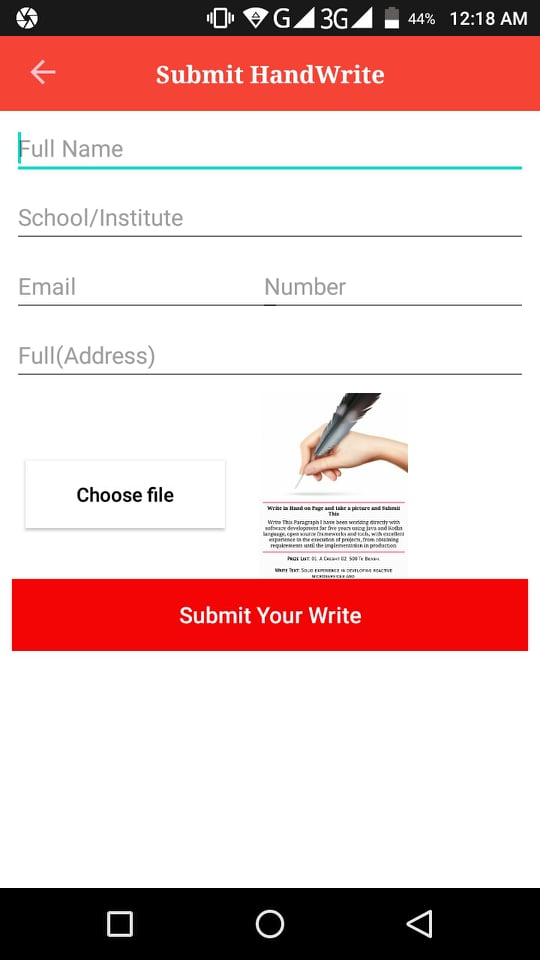 G 3G 44% 12:18 AM
Submit HandWrite
Full Name
School/Institute
Email Number
Full(Address)
Choose file
Write in Hand on Page and take a picture and Submit
This
Write This Paragraph I have been working directly with
software development for five years using Java and Kotlin
language, open source frameworks and tools, with excellent
experience in the execution of projects, from obtaining
requirements until the implementation in production
Prize List: 01. A Crecent 02. 500 Tk Bkash.
Write Text: Solid experience in developing reactive
microservices and
Submit Your Write